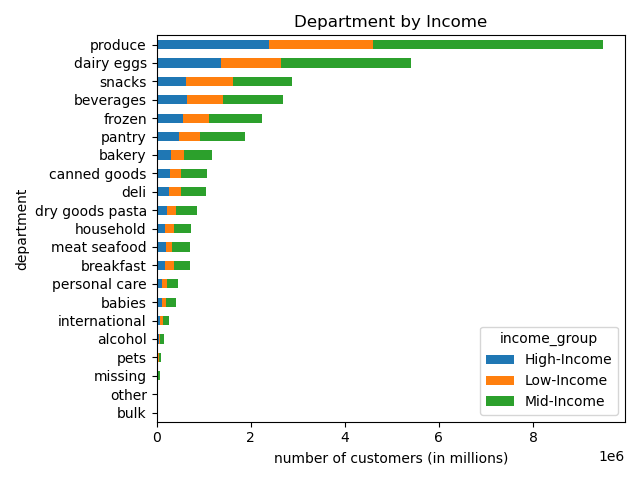 Department by Income
produce
dairy eggs
snacks
beverages
frozen
pantry
bakery
canned goods
deli
dry goods pasta
household
meat seafood
breakfast
personal care
babies
international
alcohol
pets
missing
other
bulk
department
income_group
High-Income
Low-Income
Mid-Income
0 2 4 6 8
1e6
number of customers (in millions)